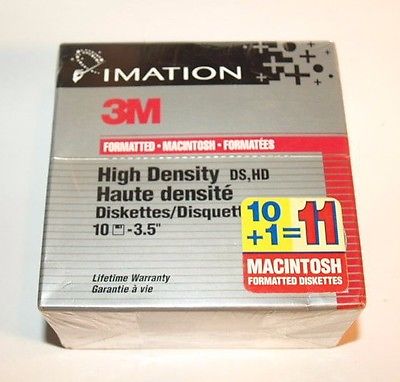 IMATION
3M
FORMATTED • MACINTOSH • FORMATÉES
High Density DS, HD
Haute densité
Diskettes/Disquett
10 -3.5"
Lifetime Warranty
Garantie à vie
10
+1=11
MACINTOSH
FORMATTED DISKETTES